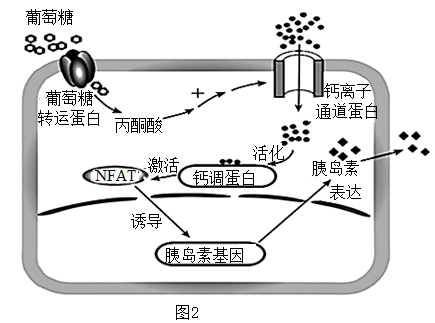 葡萄糖
葡萄糖
转运蛋白
丙酮酸
+
钙离子
通道蛋白
活化
钙调蛋白
激活
NFAT
诱导
胰岛素基因
表达
胰岛素
图2